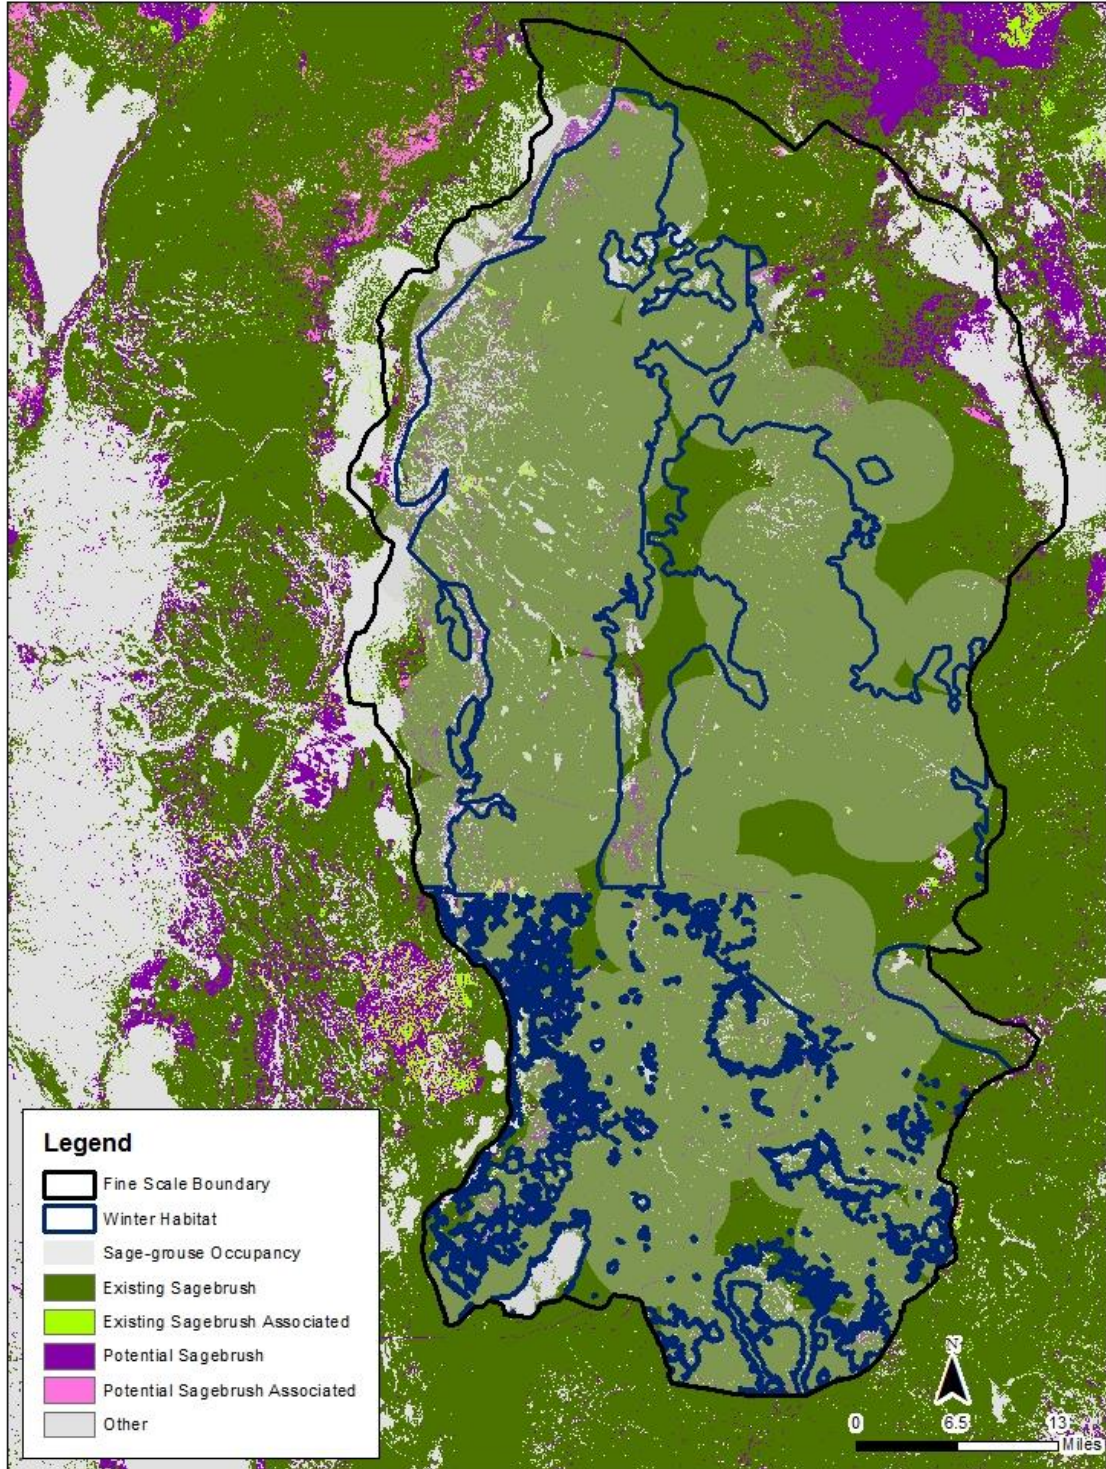 Legend
Fine Scale Boundary
Winter Habitat
Sage-grouse Occupancy
Existing Sagebrush
Existing Sagebrush Associated
Potential Sagebrush
Potential Sagebrush Associated
Other
N
0 6.5 13
Miles